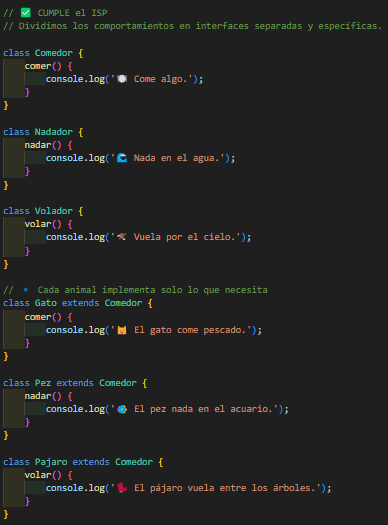 // ✅ CUMPLE el ISP
// Dividimos los comportamientos en interfaces separadas y específicas.
class Comedor {
comer() {
console.log('🍽️ Come algo.');
}
}
class Nadador {
nadar() {
console.log('🌊 Nada en el agua.');
}
}
class Volador {
volar() {
console.log('🦅 Vuela por el cielo.');
}
}
// 🔹 Cada animal implementa solo lo que necesita
class Gato extends Comedor {
comer() {
console.log('🐱 El gato come pescado.');
}
}
class Pez extends Comedor {
nadar() {
console.log('🐠 El pez nada en el acuario.');
}
}
class Pajaro extends Comedor {
volar() {
console.log('🐦 El pájaro vuela entre los árboles.');
}
}